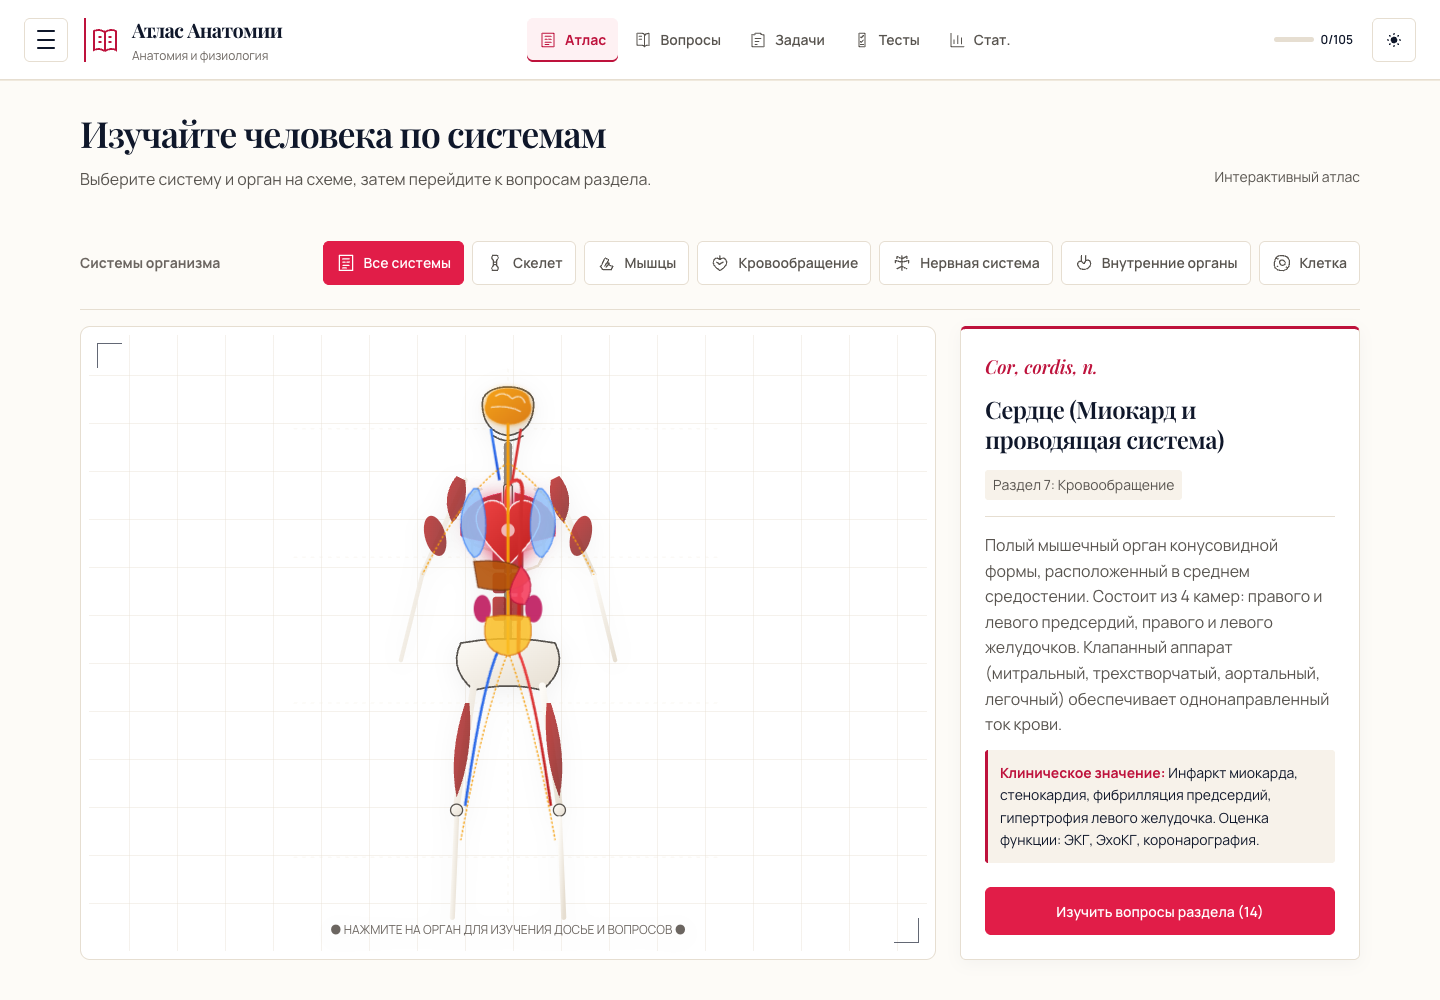 Атлас Анатомии
Анатомия и физиология
Атлас
Вопросы
Задачи
Тесты
Стат.
0/105
Изучайте человека по системам
Выберите систему и орган на схеме, затем перейдите к вопросам раздела.
Интерактивный атлас
Системы организма
Все системы
Скелет
Мышцы
Кровообращение
Нервная система
Внутренние органы
Клетка
● НАЖМИТЕ НА ОРГАН ДЛЯ ИЗУЧЕНИЯ ДОСЬЕ И ВОПРОСОВ ●
Cor, cordis, n.
Сердце (Миокард и
проводящая система)
Раздел 7: Кровообращение
Полый мышечный орган конусовидной
формы, расположенный в среднем
средостении. Состоит из 4 камер: правого и
левого предсердий, правого и левого
желудочков. Клапанный аппарат
(митральный, трехстворчатый, аортальный,
легочный) обеспечивает однонаправленный
ток крови.
Клиническое значение: Инфаркт миокарда,
стенокардия, фибрилляция предсердий,
гипертрофия левого желудочка. Оценка
функции: ЭКГ, ЭхоКГ, коронарография.
Изучить вопросы раздела (14)